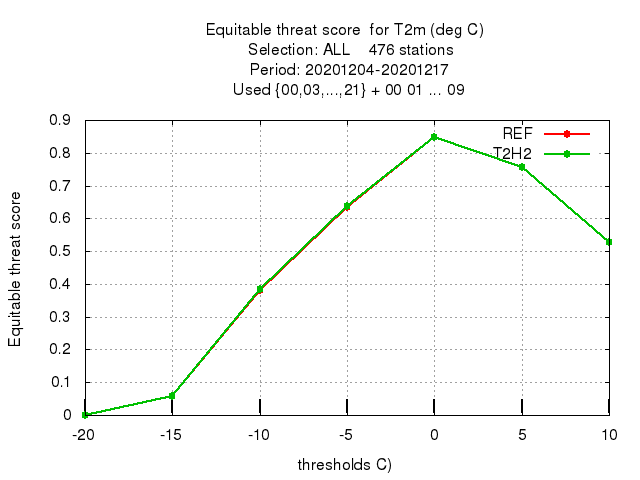 Equitable threat score  for T2m (deg C)
Selection: ALL    476 stations
Period: 20201204-20201217
Used {00,03,...,21} + 00 01 ... 09
0.9
0.8
0.7
0.6
0.5
0.4
0.3
0.2
0.1
0
Equitable threat score
REF
T2H2
-20 -15 -10 -5 0 5 10
thresholds C)